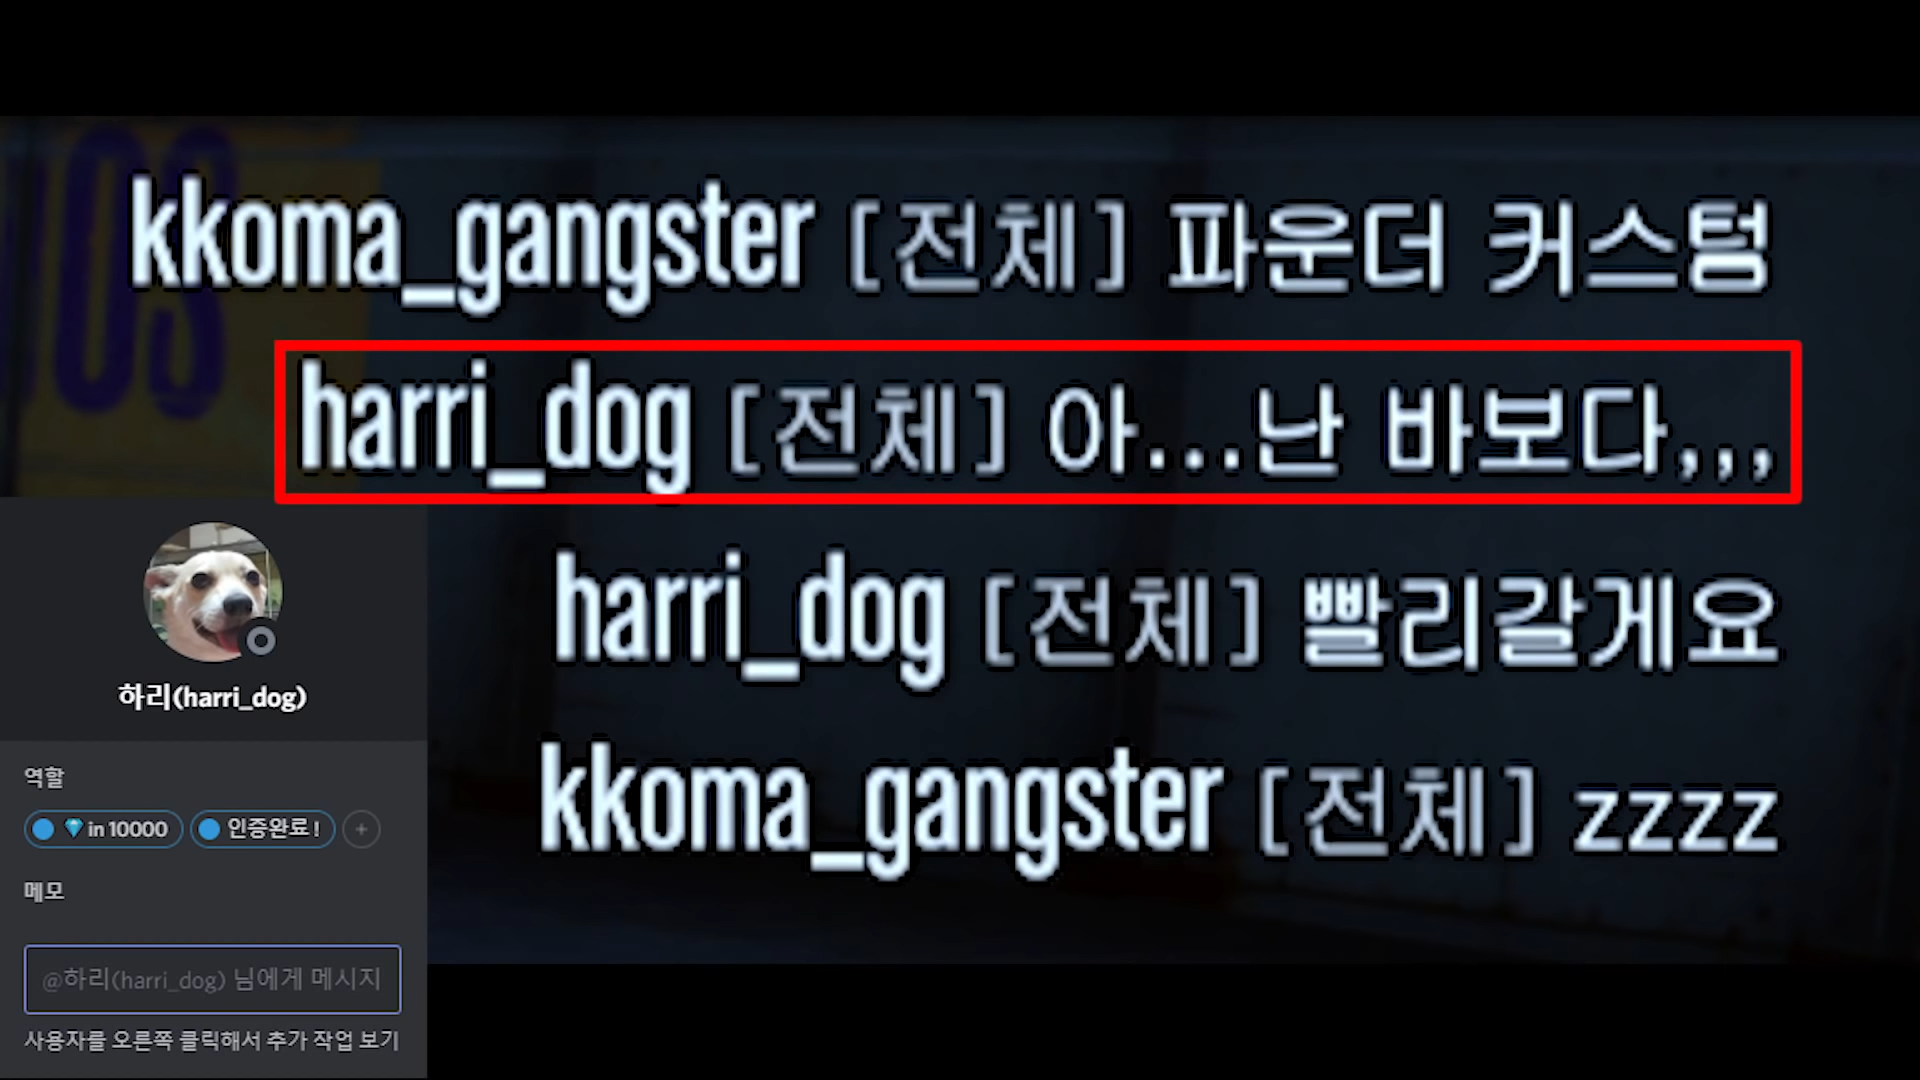 kkoma_gangster [전체] 파운더 커스텀
harri_dog [전체] 아...난 바보다,,,
harri_dog [전체] 빨리갈게요
kkoma_gangster [전체] zzzz
하리(harri_dog)
역할
in 10000 인증완료! +
메모
@하리(harri_dog) 님에게 메시지
사용자를 오른쪽 클릭해서 추가 작업 보기